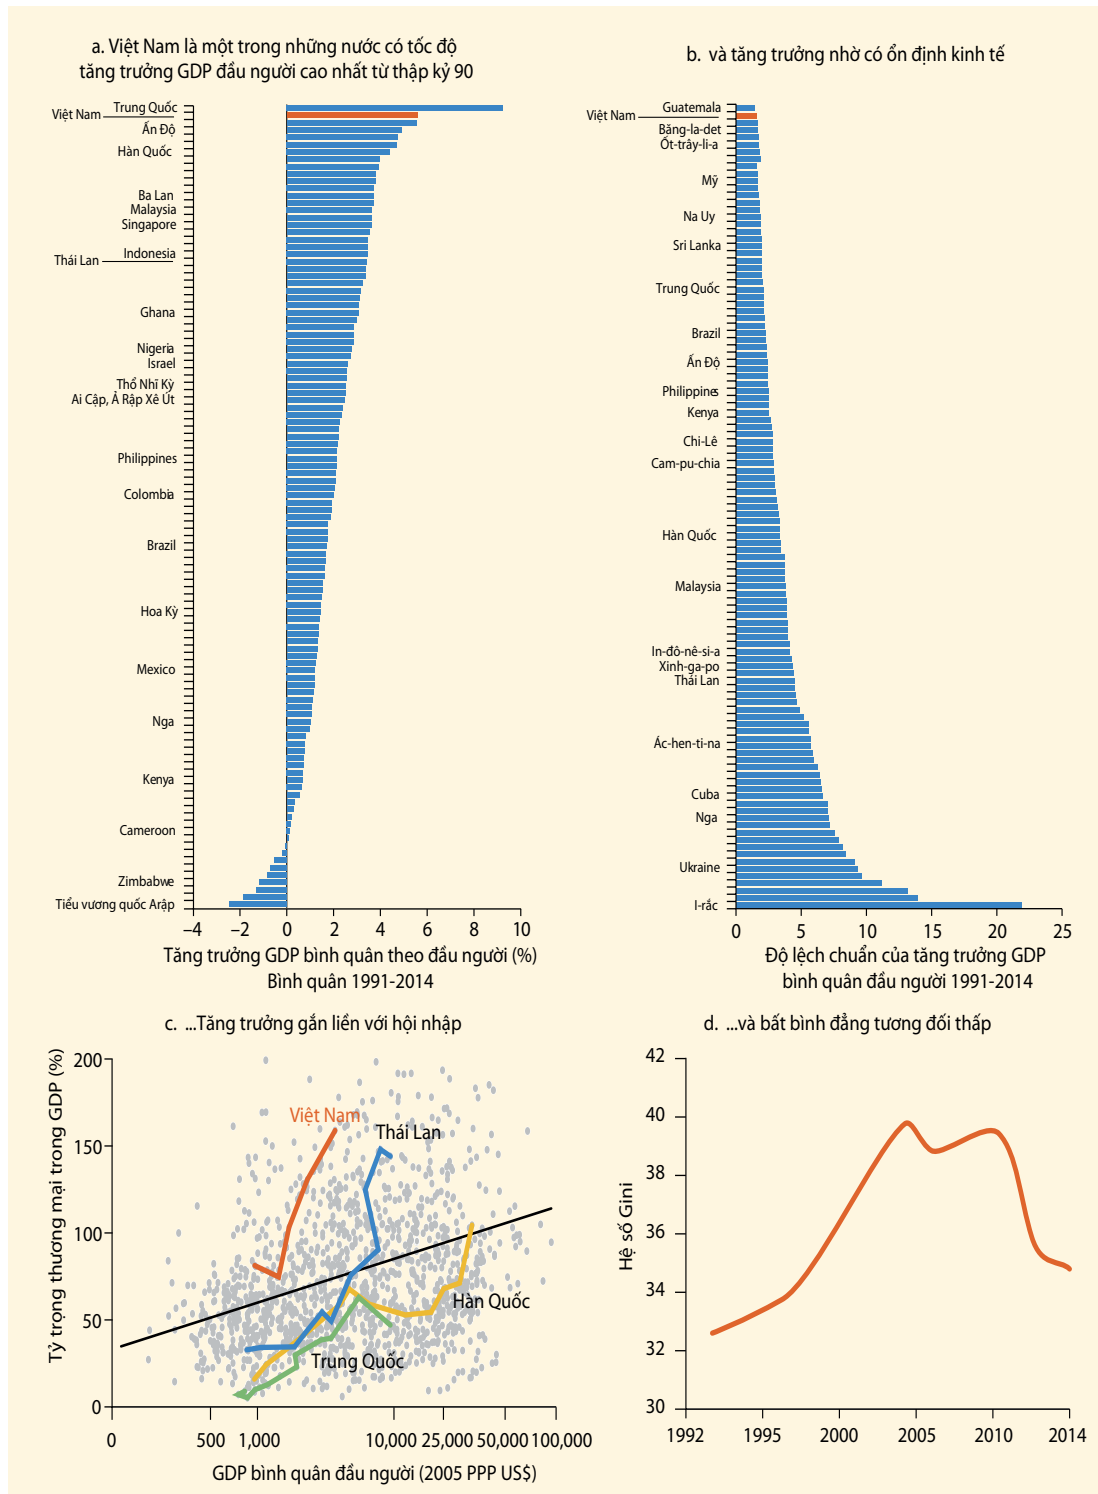 a. Việt Nam là một trong những nước có tốc độ
tăng trưởng GDP đầu người cao nhất từ thập kỷ 90
Trung Quốc
Việt Nam
Ấn Độ
Hàn Quốc
Ba Lan
Malaysia
Singapore
Indonesia
Thái Lan
Ghana
Nigeria
Israel
Thổ Nhĩ Kỳ
Ai Cập, Ả Rập Xê Út
Philippines
Colombia
Brazil
Hoa Kỳ
Mexico
Nga
Kenya
Cameroon
Zimbabwe
Tiểu vương quốc Arập
–4 –2 0 2 4 6 8 10
Tăng trưởng GDP bình quân theo đầu người (%)
Bình quân 1991-2014
b. và tăng trưởng nhờ có ổn định kinh tế
Guatemala
Việt Nam
Băng-la-det
Ốt-trây-li-a
Mỹ
Na Uy
Sri Lanka
Trung Quốc
Brazil
Ấn Độ
Philippines
Kenya
Chi-Lê
Cam-pu-chia
Hàn Quốc
Malaysia
In-đô-nê-si-a
Xinh-ga-po
Thái Lan
Ác-hen-ti-na
Cuba
Nga
Ukraine
I-rắc
0 5 10 15 20 25
Độ lệch chuẩn của tăng trưởng GDP
bình quân đầu người 1991-2014
c. ...Tăng trưởng gắn liền với hội nhập
Tỷ trọng thương mại trong GDP (%)
200
150
100
50
0
Việt Nam
Thái Lan
Hàn Quốc
Trung Quốc
0 500 1,000 10,000 25,000 50,000 100,000
GDP bình quân đầu người (2005 PPP US$)
d. ...và bất bình đẳng tương đối thấp
Hệ số Gini
42
40
38
36
34
32
30
1992 1995 2000 2005 2010 2014